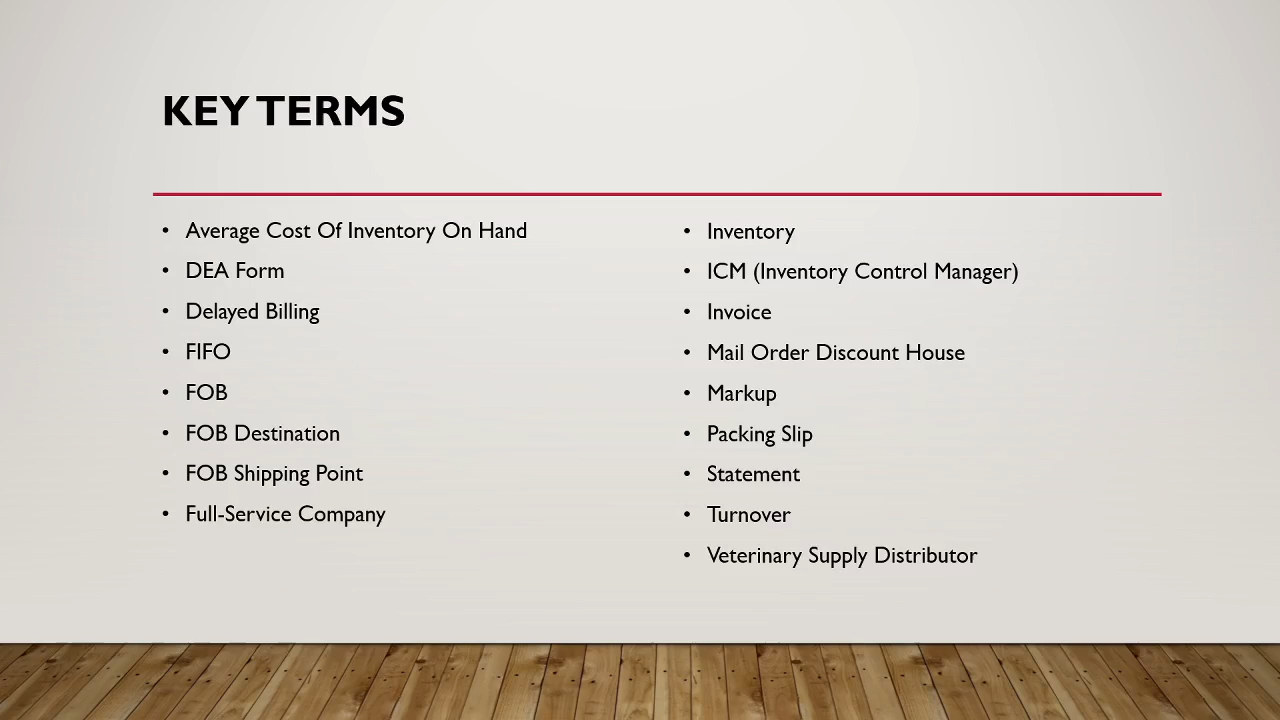 KEY TERMS
• Average Cost Of Inventory On Hand
• DEA Form
• Delayed Billing
• FIFO
• FOB
• FOB Destination
• FOB Shipping Point
• Full-Service Company
• Inventory
• ICM (Inventory Control Manager)
• Invoice
• Mail Order Discount House
• Markup
• Packing Slip
• Statement
• Turnover
• Veterinary Supply Distributor